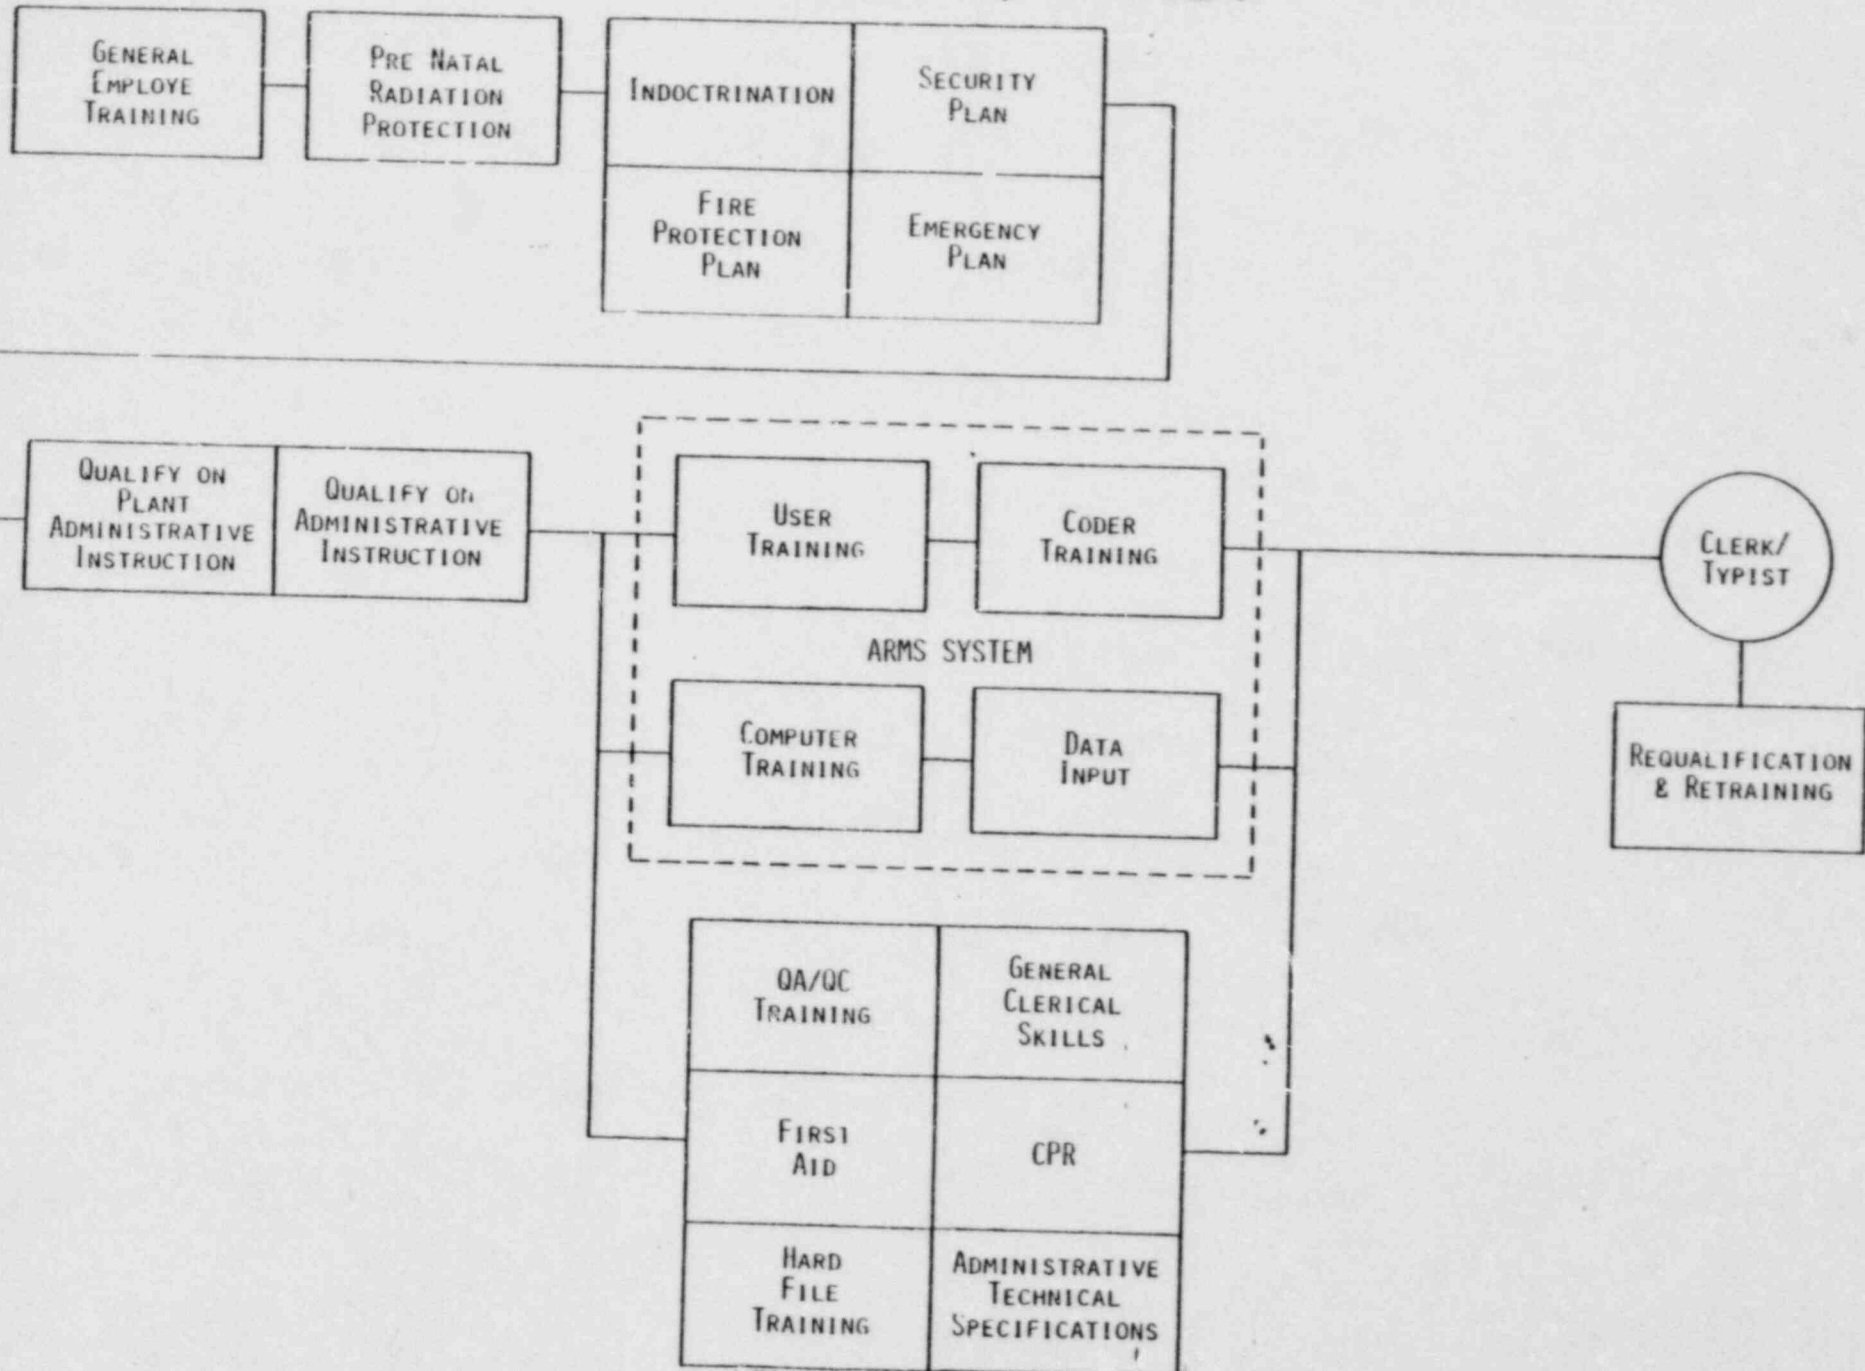 GENERAL
EMPLOYE
TRAINING
PRE NATAL
RADIATION
PROTECTION
INDOCTRINATION
SECURITY
PLAN
FIRE
PROTECTION
PLAN
EMERGENCY
PLAN
QUALIFY ON
PLANT
ADMINISTRATIVE
INSTRUCTION
QUALIFY ON
ADMINISTRATIVE
INSTRUCTION
USER
TRAINING
CODER
TRAINING
ARMS SYSTEM
COMPUTER
TRAINING
DATA
INPUT
CLERK/
TYPIST
REQUALIFICATION
& RETRAINING
QA/QC
TRAINING
GENERAL
CLERICAL
SKILLS
FIRST
AID
CPR
HARD
FILE
TRAINING
ADMINISTRATIVE
TECHNICAL
SPECIFICATIONS